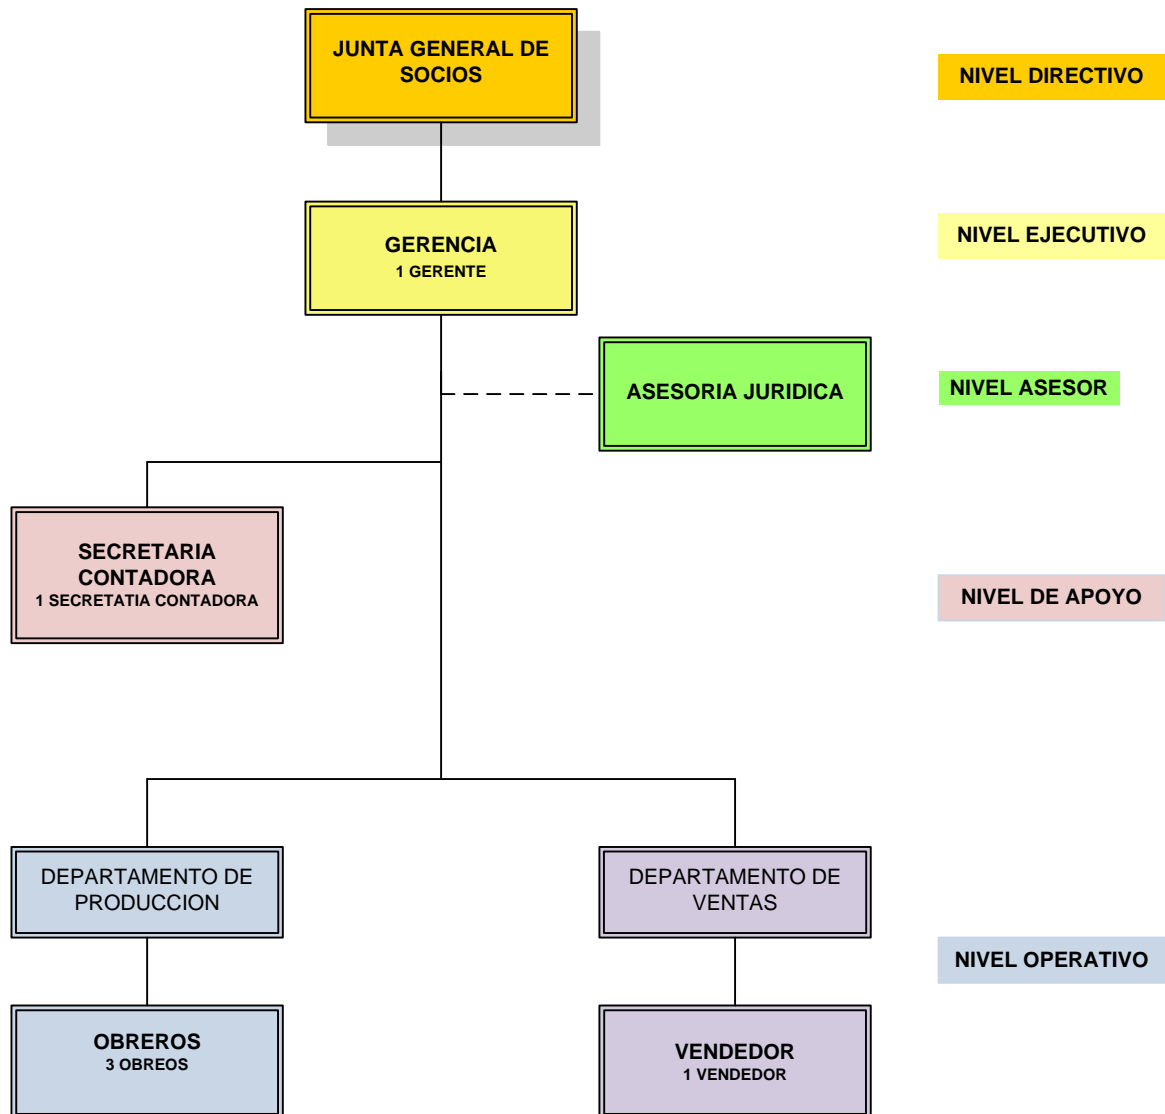 JUNTA GENERAL DE
SOCIOS
NIVEL DIRECTIVO
GERENCIA
1 GERENTE
NIVEL EJECUTIVO
ASESORIA JURIDICA
NIVEL ASESOR
SECRETARIA
CONTADORA
1 SECRETATIA CONTADORA
NIVEL DE APOYO
DEPARTAMENTO DE
PRODUCCION
DEPARTAMENTO DE
VENTAS
NIVEL OPERATIVO
OBREROS
3 OBREOS
VENDEDOR
1 VENDEDOR